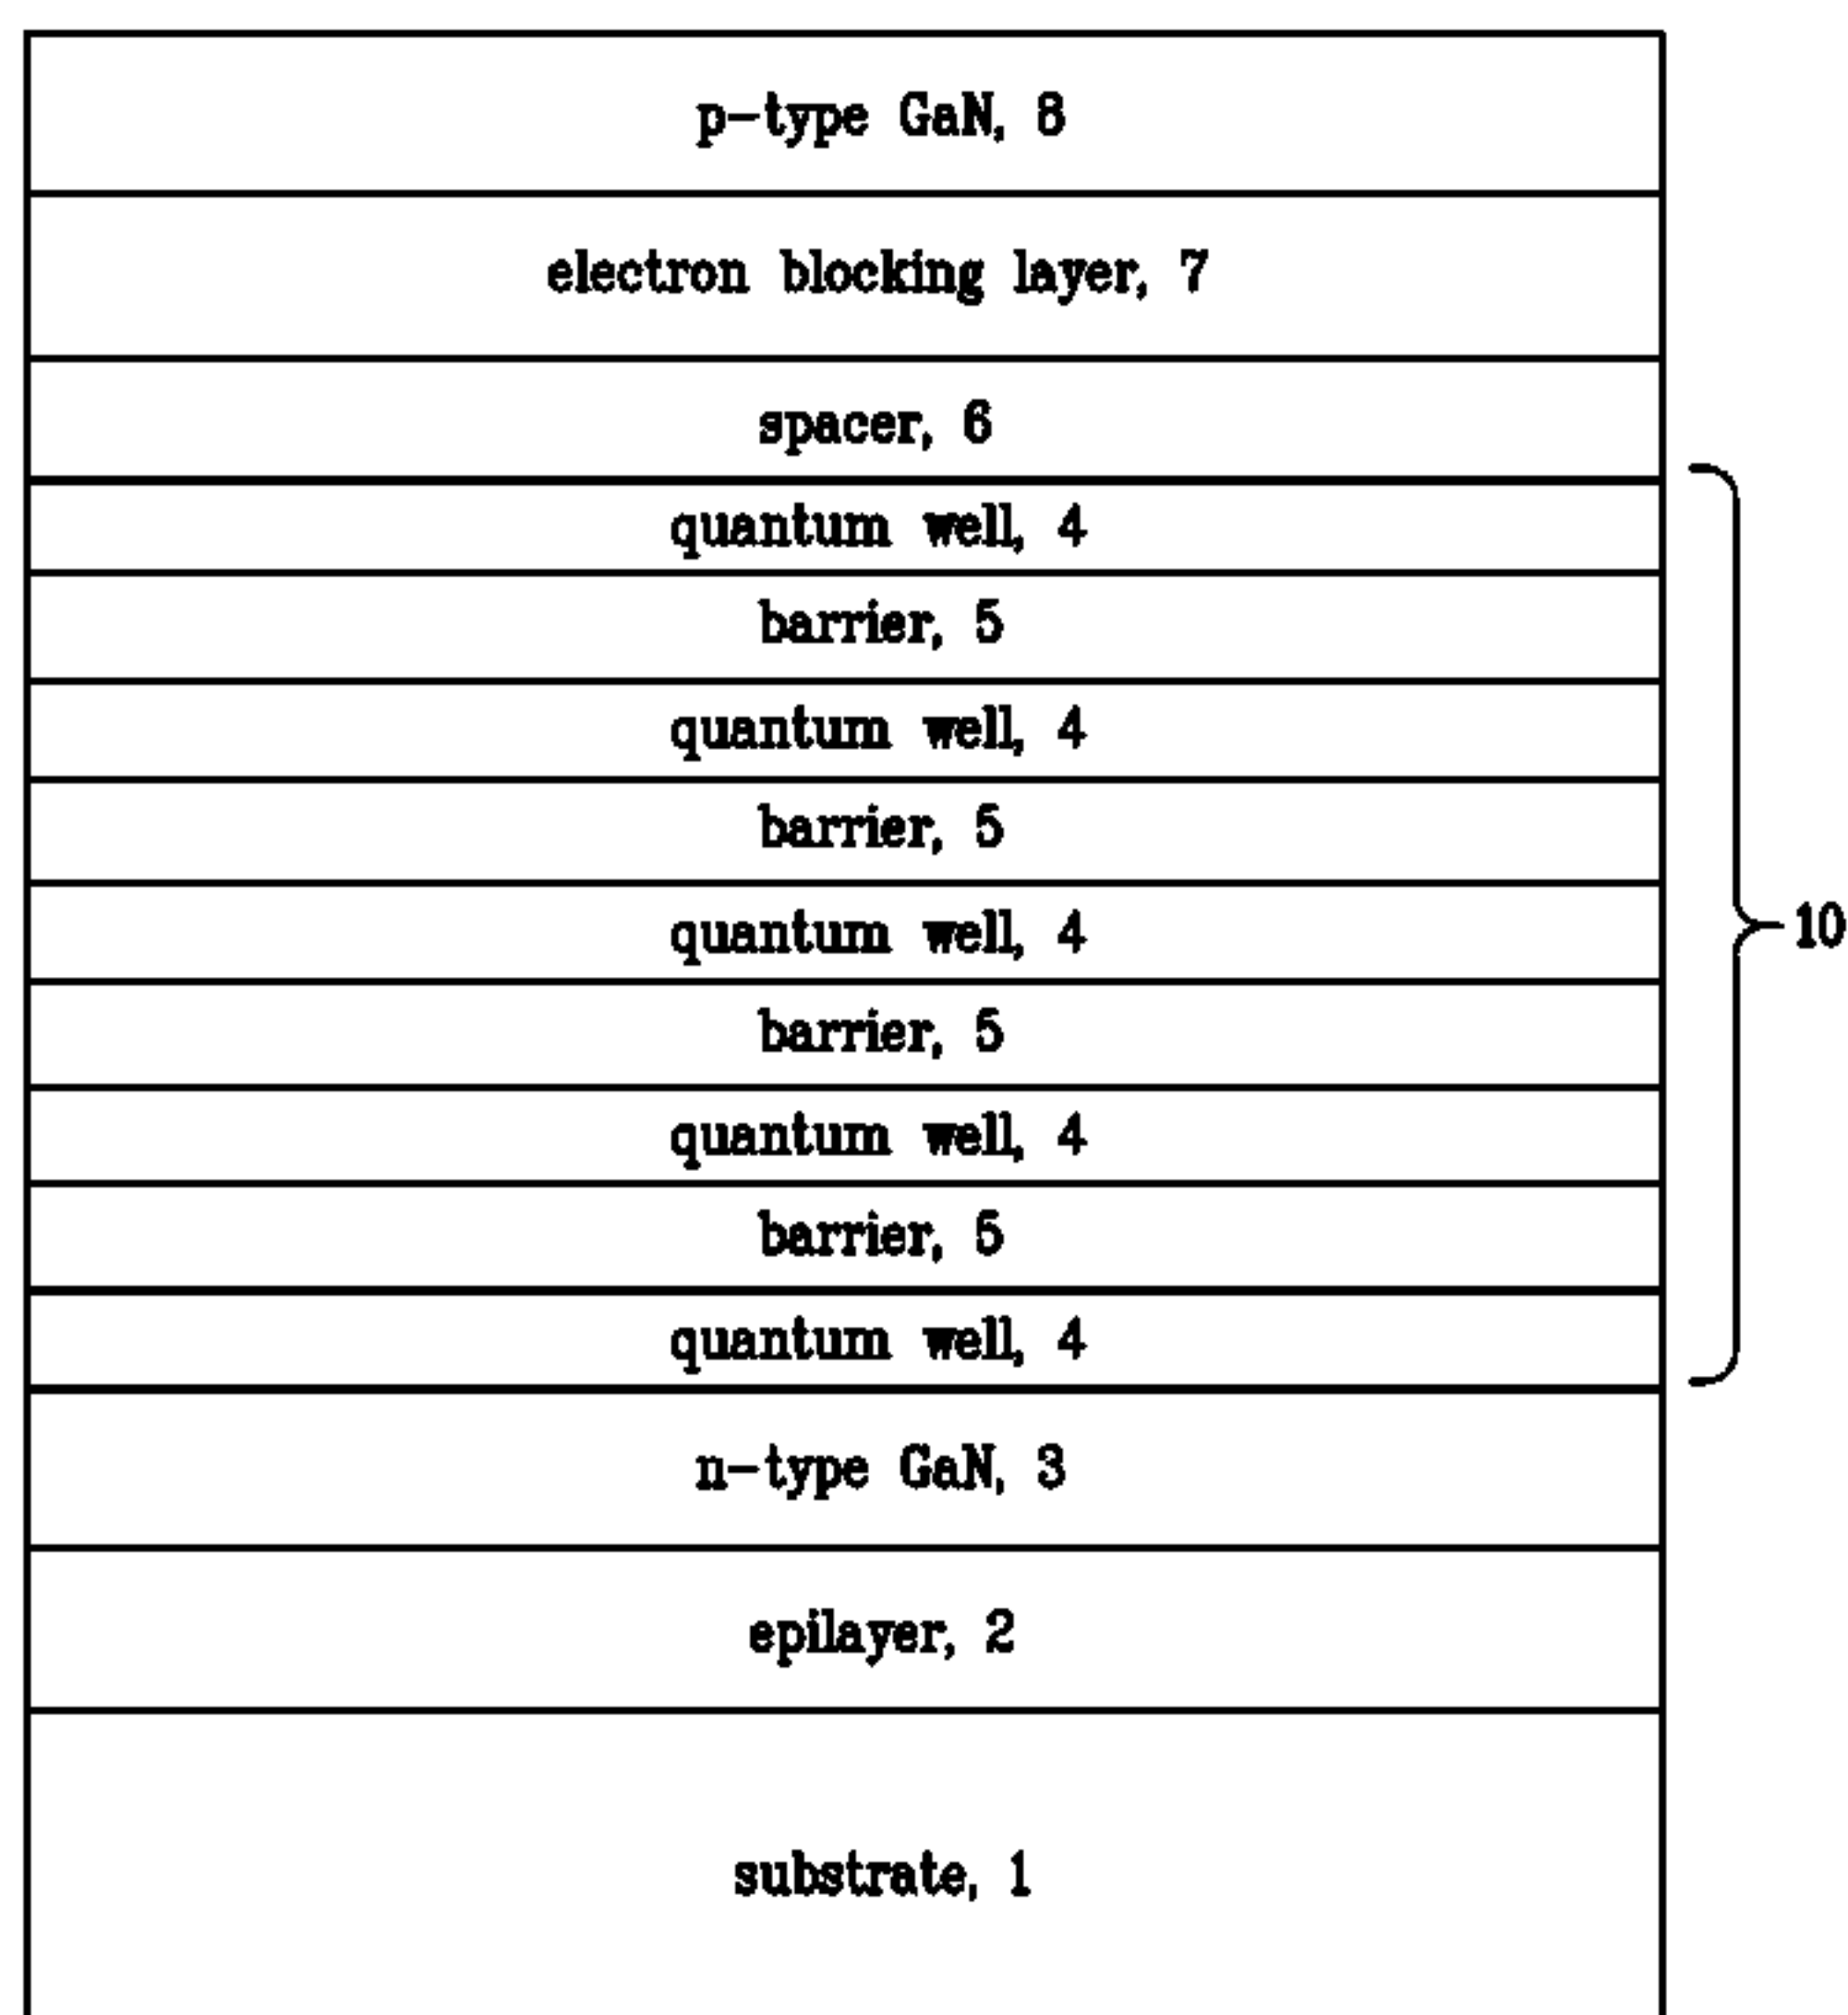 p-type GaN, 8
electron blocking layer, 7
spacer, 6
quantum well, 4
barrier, 5
quantum well, 4
barrier, 5
quantum well, 4
10
barrier, 5
quantum well, 4
barrier, 5
quantum well, 4
n-type GaN, 3
epilayer, 2
substrate, 1